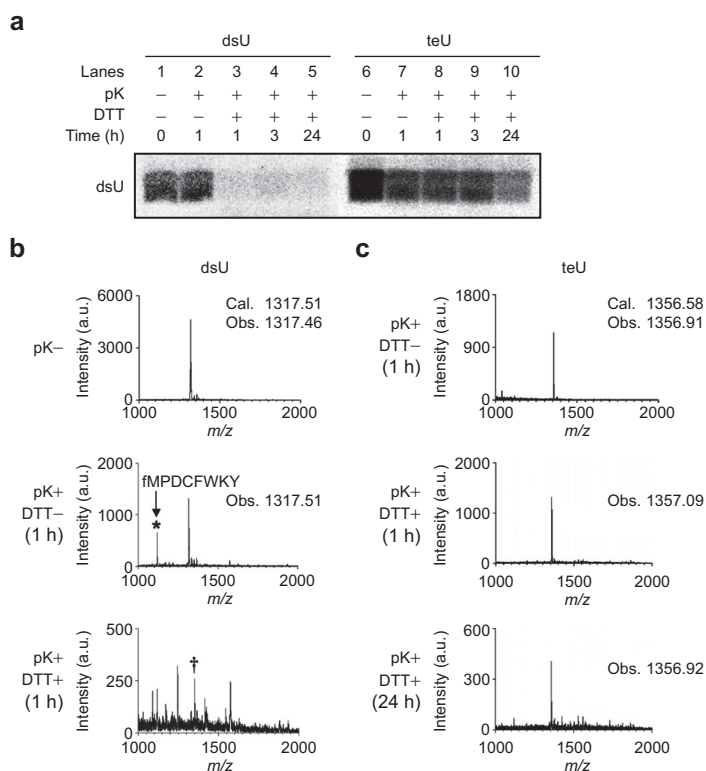 a
dsU teU
Lanes 1 2 3 4 5 6 7 8 9 10
pK − + + + + − + + + +
DTT − − + + + − − + + +
Time (h) 0 1 1 3 24 0 1 1 3 24
dsU
b
dsU
pK−
Intensity (a.u.)
6000
3000
0
Cal. 1317.51
Obs. 1317.46
1000 1500 2000
m/z
pK+
DTT−
(1 h)
Intensity (a.u.)
2000
1000
0
fMPDCFWKY
*
Obs. 1317.51
1000 1500 2000
m/z
pK+
DTT+
(1 h)
Intensity (a.u.)
500
250
0
†
1000 1500 2000
m/z
c
teU
pK+
DTT−
(1 h)
Intensity (a.u.)
1800
900
0
Cal. 1356.58
Obs. 1356.91
1000 1500 2000
m/z
pK+
DTT+
(1 h)
Intensity (a.u.)
2000
1000
0
Obs. 1357.09
1000 1500 2000
m/z
pK+
DTT+
(24 h)
Intensity (a.u.)
600
300
0
Obs. 1356.92
1000 1500 2000
m/z